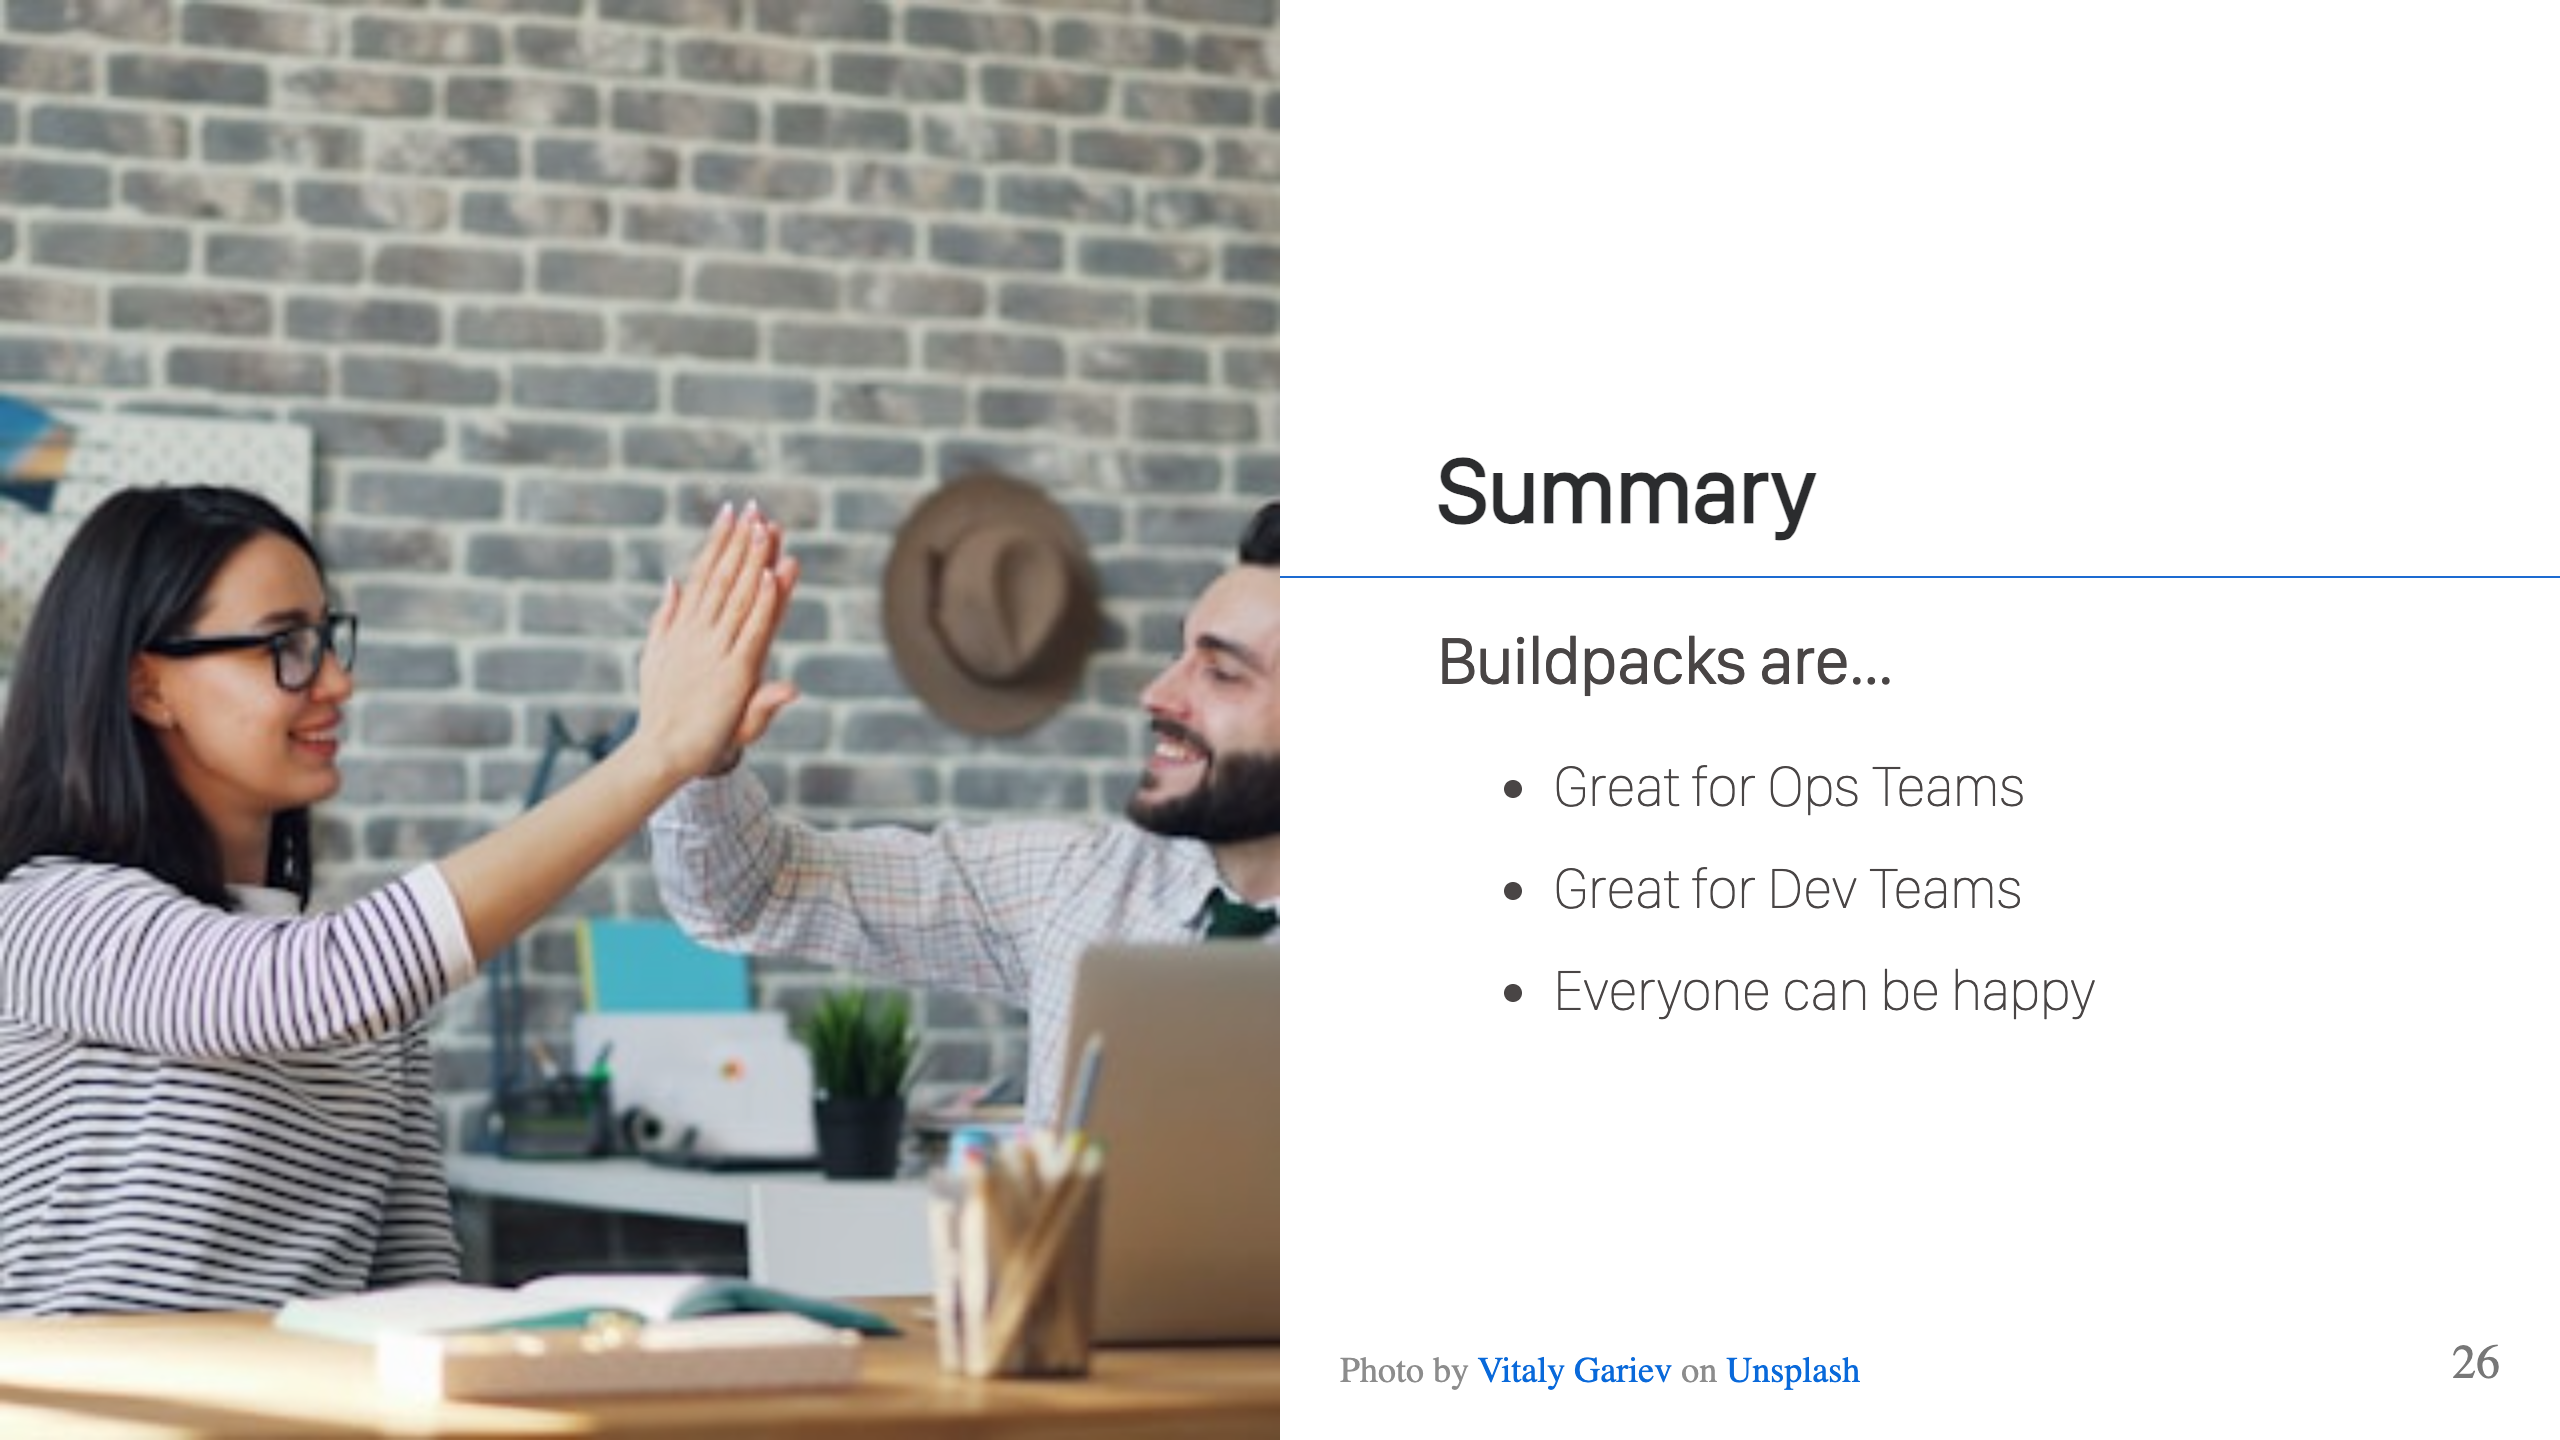 Summary
Buildpacks are...
• Great for Ops Teams
• Great for Dev Teams
• Everyone can be happy
Photo by Vitaly Gariev on Unsplash
26